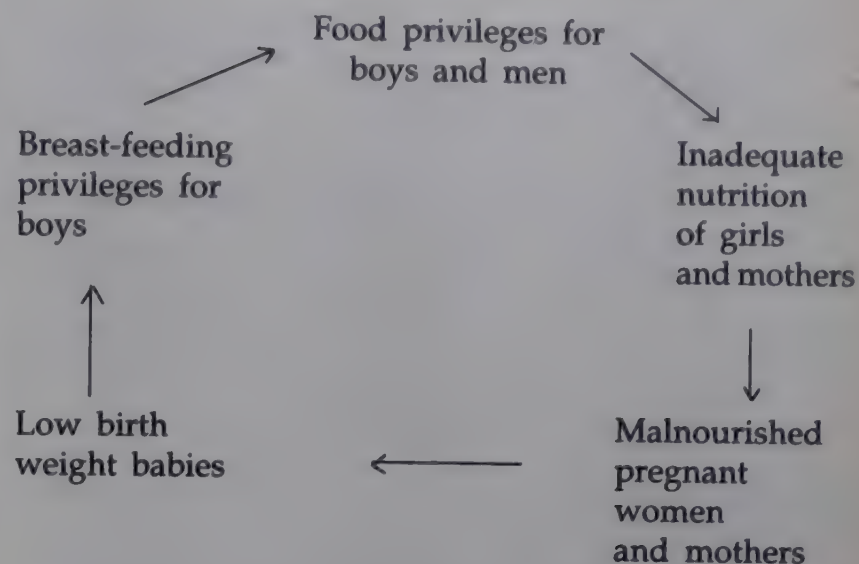 Food privileges for
boys and men
Inadequate
nutrition
of girls
and mothers
Malnourished
pregnant
women
and mothers
Low birth
weight babies
Breast-feeding
privileges for
boys